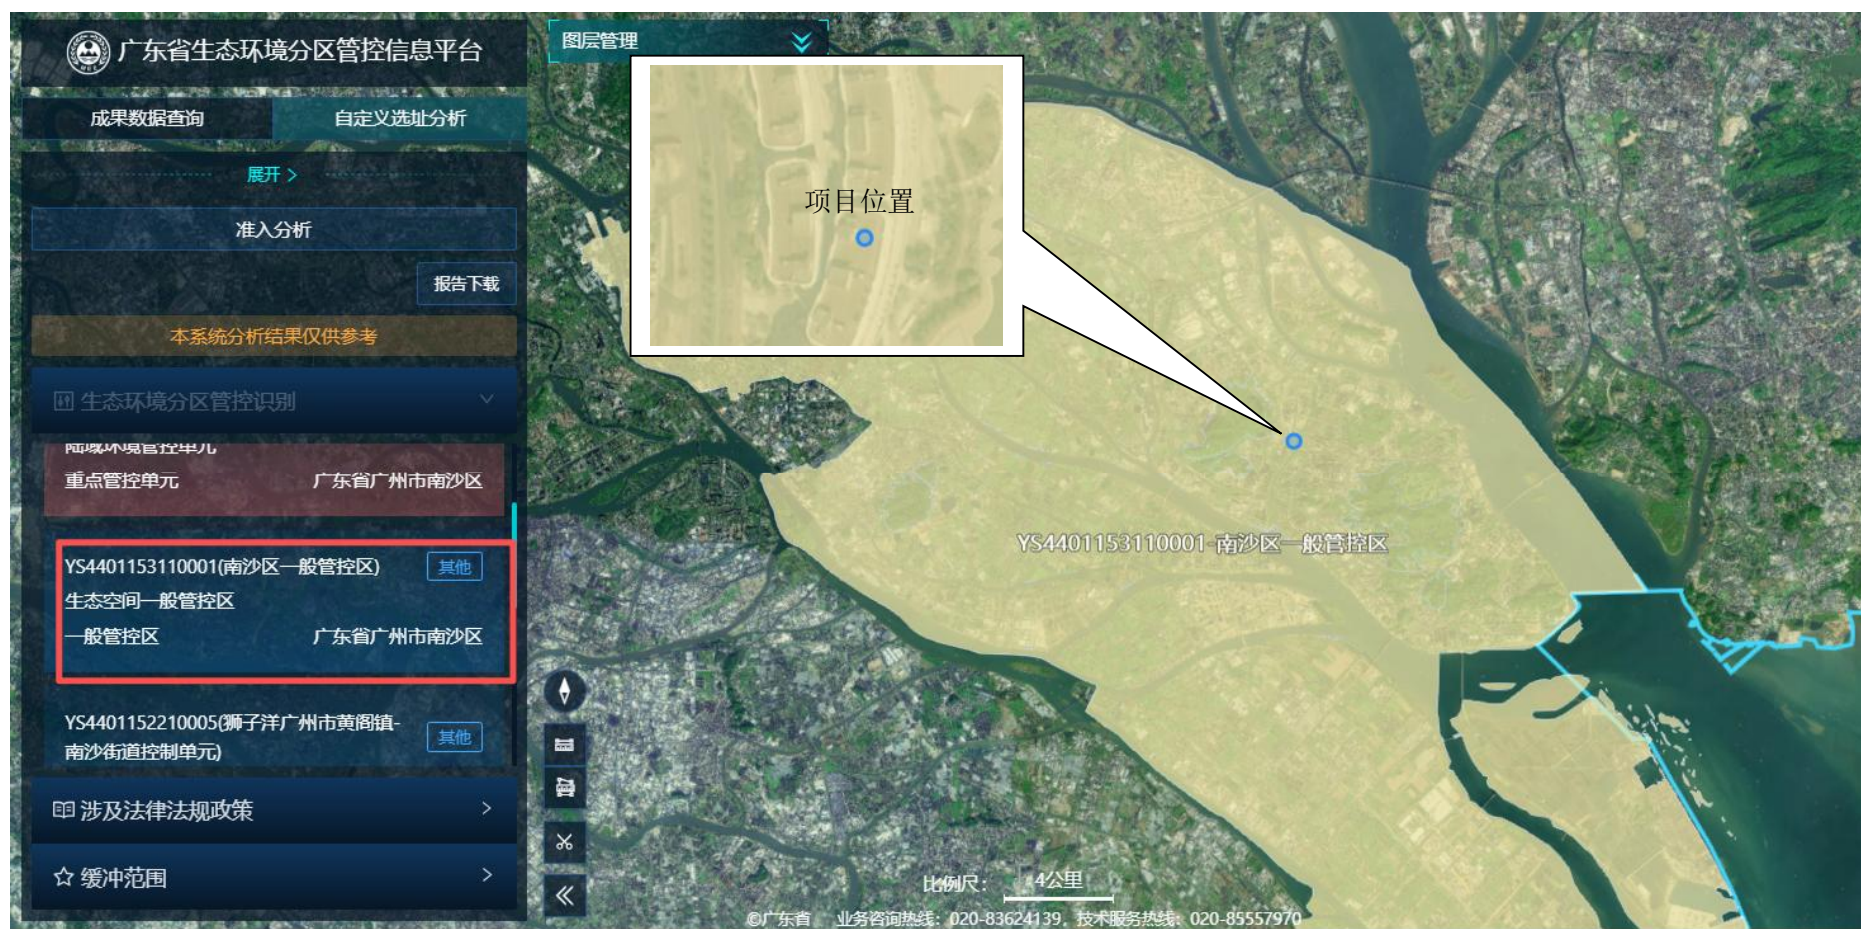 广东省生态环境分区管控信息平台
图层管理
成果数据查询
自定义选址分析
展开 >
准入分析
报告下载
本系统分析结果仅供参考
生态环境分区管控识别
陆域环境管控单元
重点管控单元 广东省广州市南沙区
YS4401153110001(南沙区一般管控区) 其他
生态空间一般管控区
一般管控区 广东省广州市南沙区
YS4401152210005(狮子洋广州市黄阁镇-
南沙街道控制单元)
其他
涉及法律法规政策
缓冲范围
项目位置
YS4401153110001-南沙区一般管控区
比例尺： 4公里
©广东省 业务咨询热线：020-83624139，技术服务热线：020-85557970